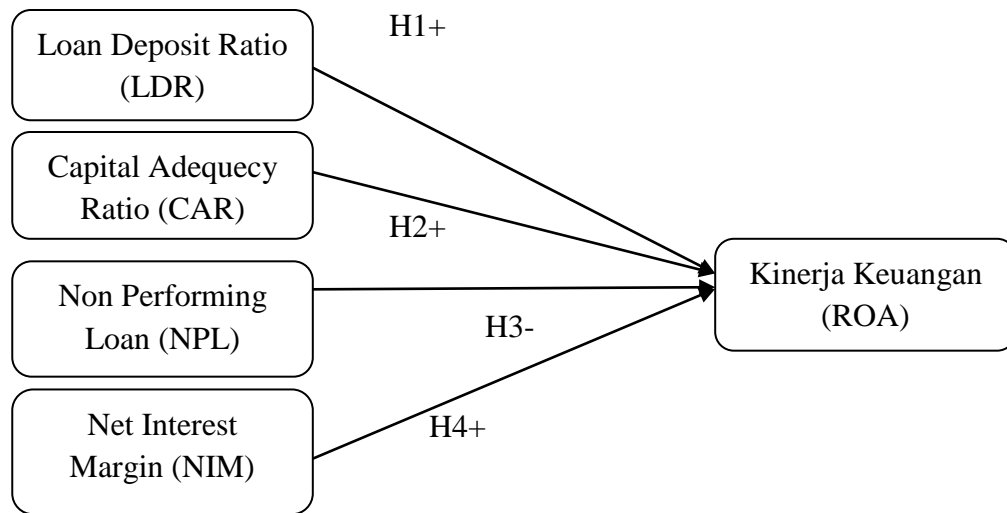 H1+
Loan Deposit Ratio
(LDR)
Capital Adequecy
Ratio (CAR)
H2+
Non Performing
Loan (NPL)
H3-
Kinerja Keuangan
(ROA)
Net Interest
Margin (NIM)
H4+